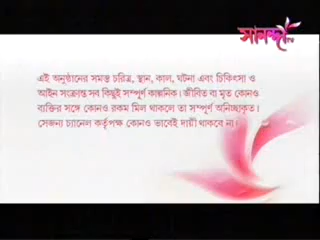 সানন্দা TV
এই অনুষ্ঠানের সমস্ত চরিত্র, স্থান, কাল, ঘটনা এবং চিকিৎসা ও
আইন সংক্রান্ত সব কিছুই সম্পূর্ণ কাল্পনিক। জীবিত বা মৃত কোনও
ব্যক্তির সঙ্গে কোনও রকম মিল থাকলে তা সম্পূর্ণ অনিচ্ছাকৃত।
সেজন্য চ্যানেল কর্তৃপক্ষ কোনও ভাবেই দায়ী থাকবে না।